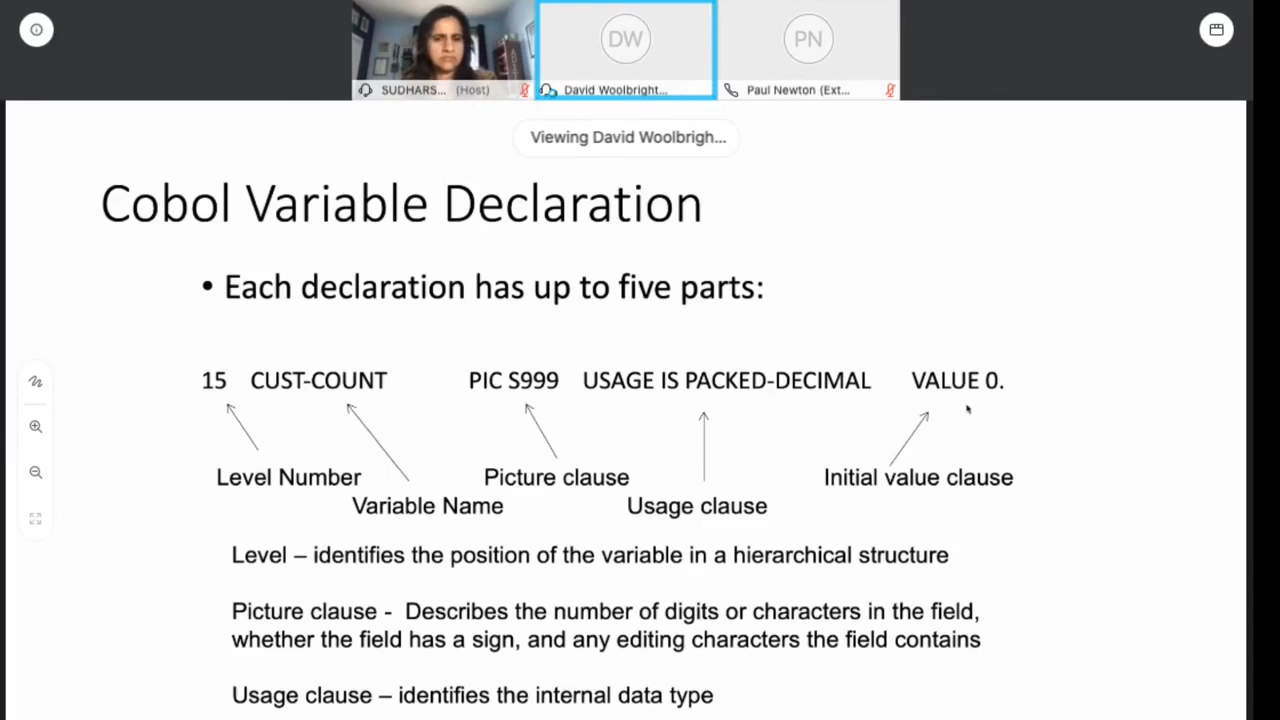 DW
PN
SUDHARS... (Host)
David Woolbright...
Paul Newton (Ext...
Viewing David Woolbrigh...
Cobol Variable Declaration
• Each declaration has up to five parts:
15 CUST-COUNT PIC S999 USAGE IS PACKED-DECIMAL VALUE 0.
Level Number
Picture clause
Initial value clause
Variable Name
Usage clause
Level – identifies the position of the variable in a hierarchical structure
Picture clause - Describes the number of digits or characters in the field,
whether the field has a sign, and any editing characters the field contains
Usage clause – identifies the internal data type